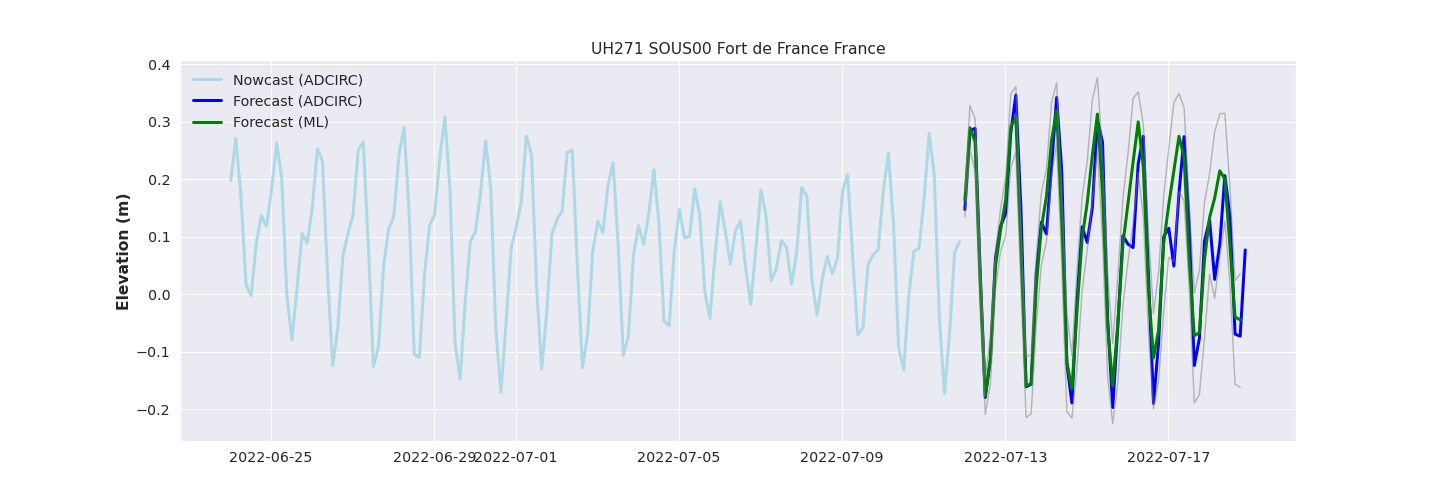 UH271 SOUS00 Fort de France France
Nowcast (ADCIRC)
Forecast (ADCIRC)
Forecast (ML)
Elevation (m)
0.4
0.3
0.2
0.1
0.0
−0.1
−0.2
2022-06-25
2022-06-29
2022-07-01
2022-07-05
2022-07-09
2022-07-13
2022-07-17